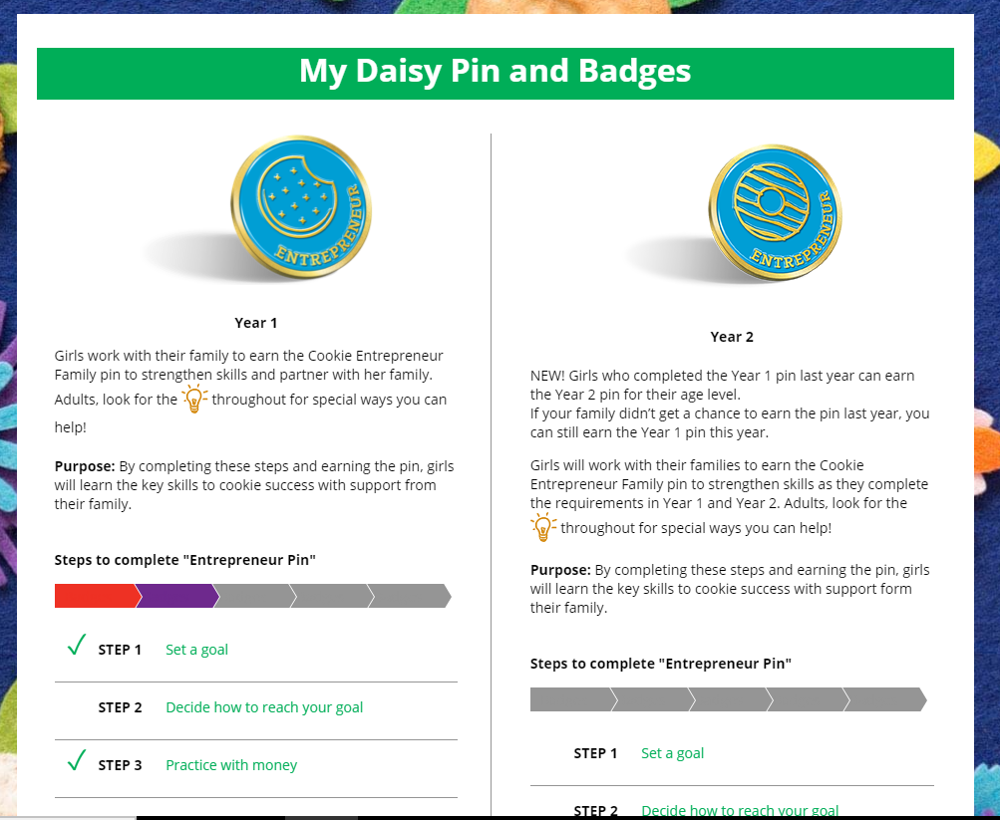 My Daisy Pin and Badges
ENTREPRENEUR
Year 1
Girls work with their family to earn the Cookie Entrepreneur
Family pin to strengthen skills and partner with her family.
Adults, look for the throughout for special ways you can
help!
Purpose: By completing these steps and earning the pin, girls
will learn the key skills to cookie success with support from
their family.
Steps to complete "Entrepreneur Pin"
STEP 1 Set a goal
STEP 2 Decide how to reach your goal
STEP 3 Practice with money
ENTREPRENEUR
Year 2
NEW! Girls who completed the Year 1 pin last year can earn
the Year 2 pin for their age level.
If your family didn’t get a chance to earn the pin last year, you
can still earn the Year 1 pin this year.
Girls will work with their families to earn the Cookie
Entrepreneur Family pin to strengthen skills as they complete
the requirements in Year 1 and Year 2. Adults, look for the
throughout for special ways you can help!
Purpose: By completing these steps and earning the pin, girls
will learn the key skills to cookie success with support form
their family.
Steps to complete "Entrepreneur Pin"
STEP 1 Set a goal
STEP 2 Decide how to reach your goal